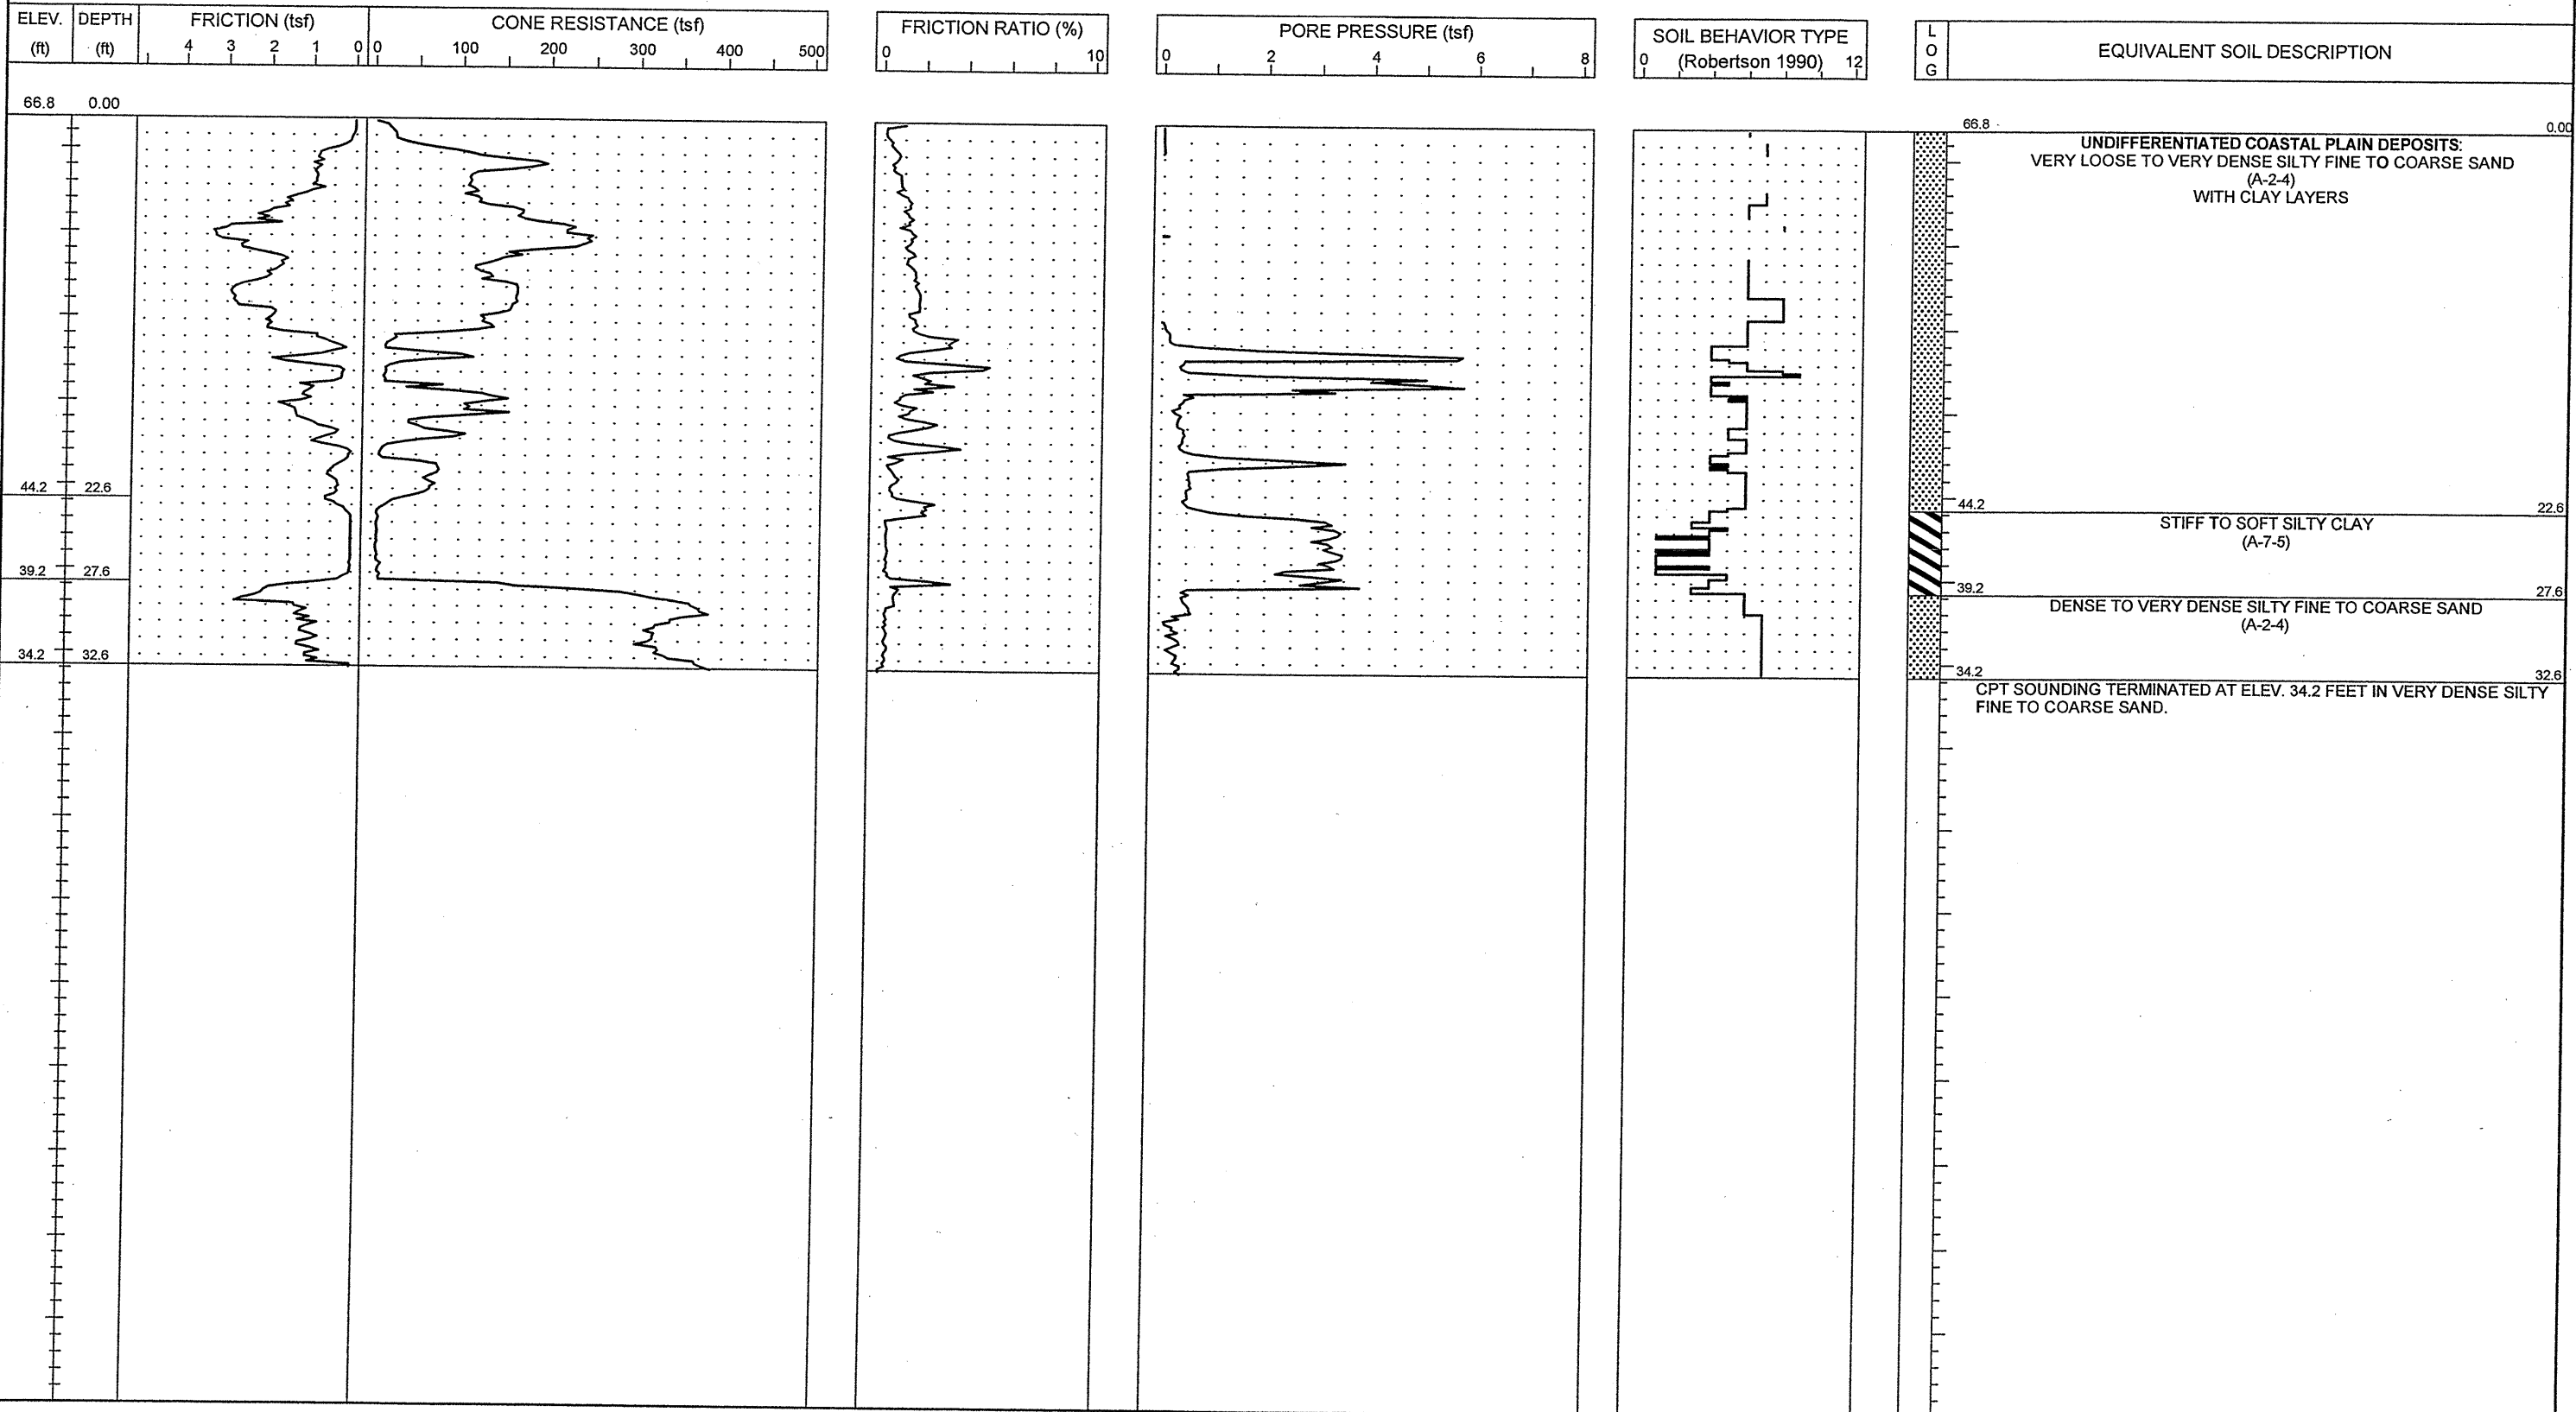 ELEV. (ft)
DEPTH (ft)
FRICTION (tsf)
4 3 2 1 0
CONE RESISTANCE (tsf)
0 100 200 300 400 500
FRICTION RATIO (%)
0 10
PORE PRESSURE (tsf)
0 2 4 6 8
SOIL BEHAVIOR TYPE
(Robertson 1990)
0 12
LOG
EQUIVALENT SOIL DESCRIPTION
66.8 0.00
66.8 0.00
UNDIFFERENTIATED COASTAL PLAIN DEPOSITS:
VERY LOOSE TO VERY DENSE SILTY FINE TO COARSE SAND
(A-2-4)
WITH CLAY LAYERS
44.2 22.6
44.2 22.6
STIFF TO SOFT SILTY CLAY
(A-7-5)
39.2 27.6
39.2 27.6
DENSE TO VERY DENSE SILTY FINE TO COARSE SAND
(A-2-4)
34.2 32.6
34.2 32.6
CPT SOUNDING TERMINATED AT ELEV. 34.2 FEET IN VERY DENSE SILTY
FINE TO COARSE SAND.